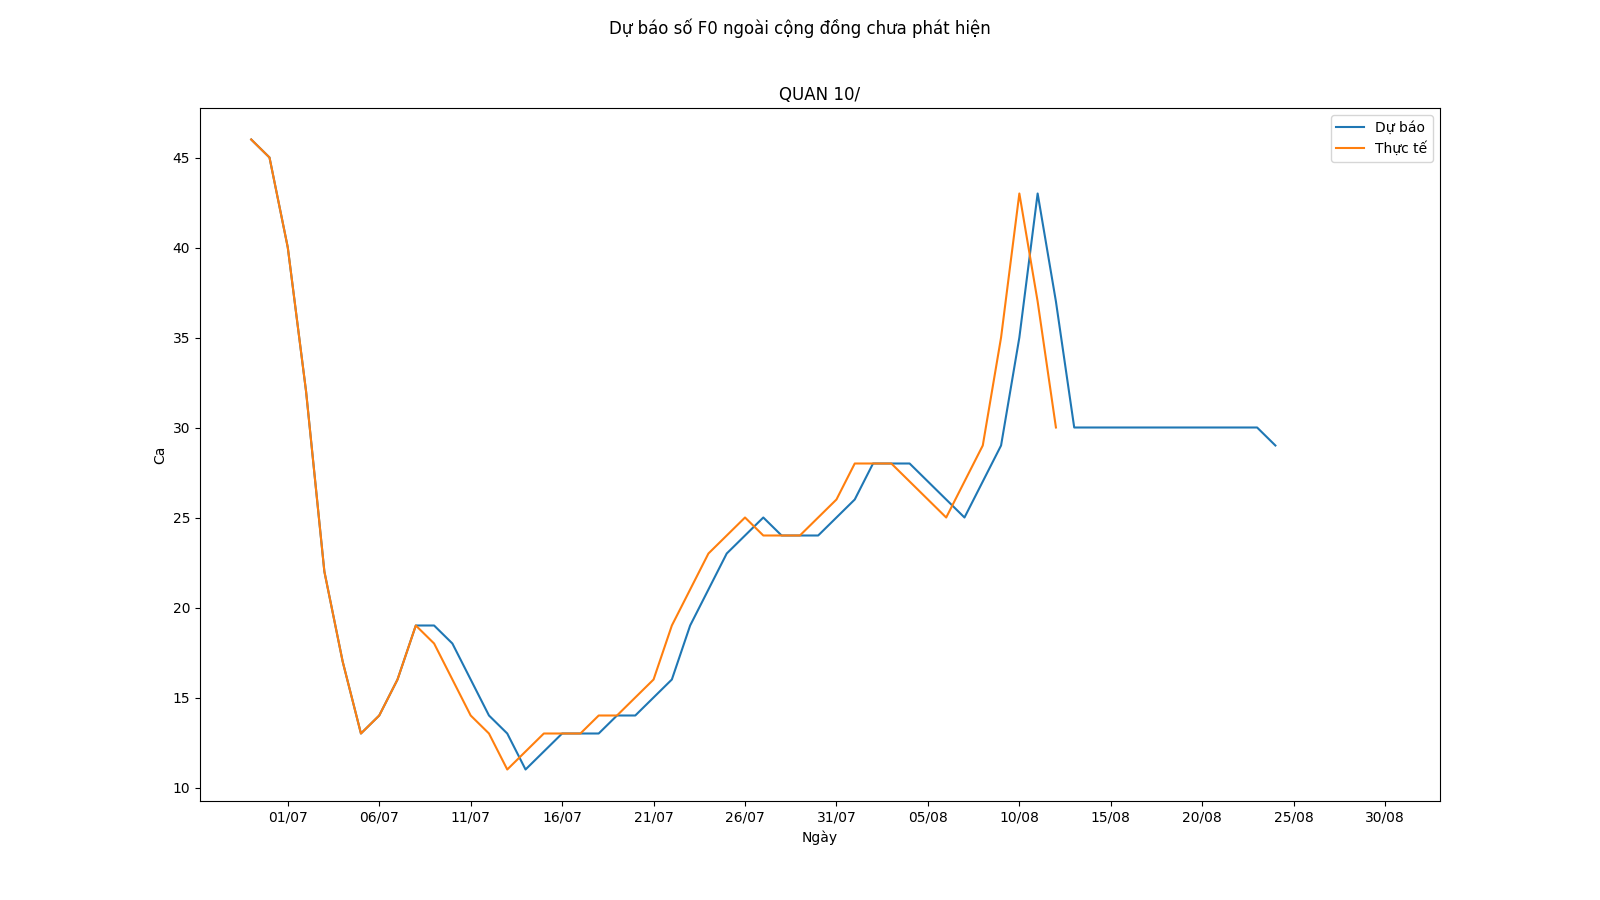 Dự báo số F0 ngoài cộng đồng chưa phát hiện
QUAN 10/
Dự báo
Thực tế
45
40
35
30
25
20
15
10
Ca
01/07 06/07 11/07 16/07 21/07 26/07 31/07 05/08 10/08 15/08 20/08 25/08 30/08
Ngày